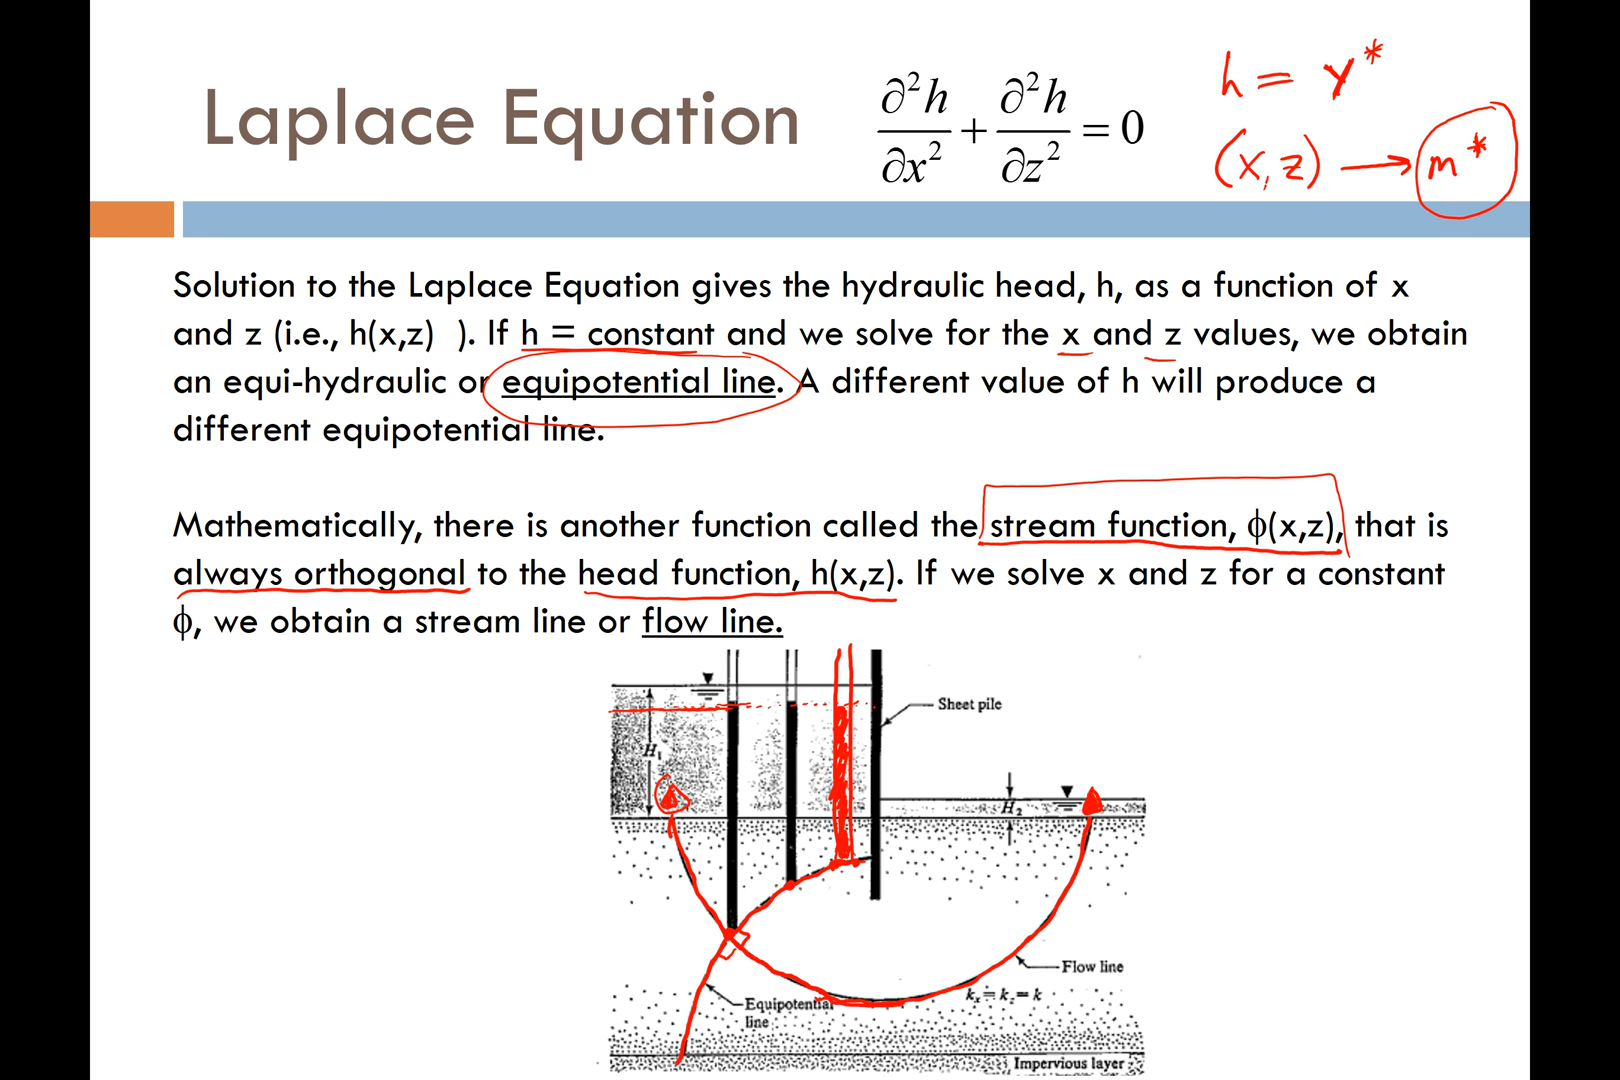 Laplace Equation
∂²h/∂x² + ∂²h/∂z² = 0
h = y*
(x,z) → m*
Solution to the Laplace Equation gives the hydraulic head, h, as a function of x
and z (i.e., h(x,z) ). If h = constant and we solve for the x and z values, we obtain
an equi-hydraulic or equipotential line. A different value of h will produce a
different equipotential line.
Mathematically, there is another function called the stream function, ϕ(x,z), that is
always orthogonal to the head function, h(x,z). If we solve x and z for a constant
ϕ, we obtain a stream line or flow line.
Sheet pile
H₁
H₂
Flow line
kₓ = k_z = k
Equipotential
line
Impervious layer